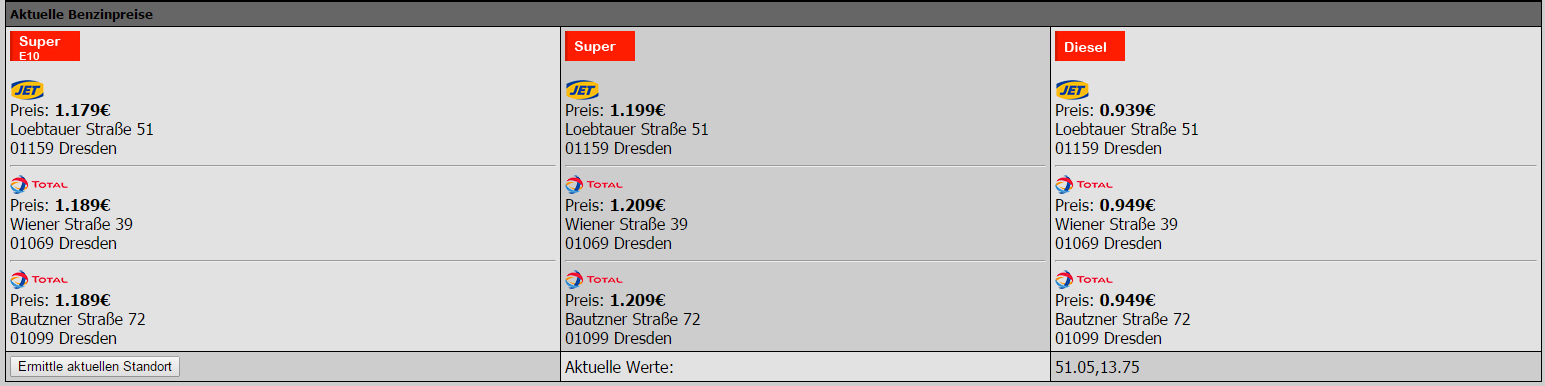 Aktuelle Benzinpreise
Super
E10
JET
Preis: 1.179€
Loebtauer Straße 51
01159 Dresden
TOTAL
Preis: 1.189€
Wiener Straße 39
01069 Dresden
TOTAL
Preis: 1.189€
Bautzner Straße 72
01099 Dresden
Super
JET
Preis: 1.199€
Loebtauer Straße 51
01159 Dresden
TOTAL
Preis: 1.209€
Wiener Straße 39
01069 Dresden
TOTAL
Preis: 1.209€
Bautzner Straße 72
01099 Dresden
Diesel
JET
Preis: 0.939€
Loebtauer Straße 51
01159 Dresden
TOTAL
Preis: 0.949€
Wiener Straße 39
01069 Dresden
TOTAL
Preis: 0.949€
Bautzner Straße 72
01099 Dresden
Ermittle aktuellen Standort
Aktuelle Werte:
51.05,13.75